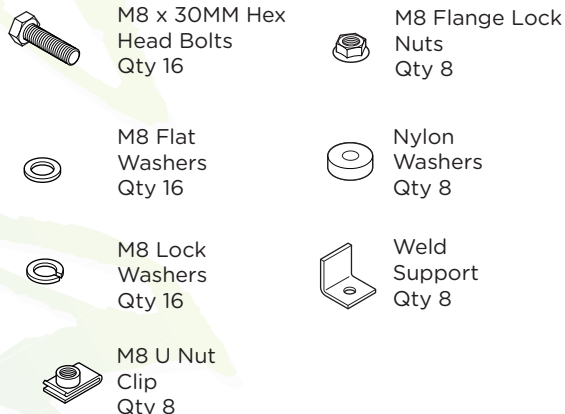 M8 x 30MM Hex
Head Bolts
Qty 16
M8 Flat
Washers
Qty 16
M8 Lock
Washers
Qty 16
M8 U Nut
Clip
Qty 8
M8 Flange Lock
Nuts
Qty 8
Nylon
Washers
Qty 8
Weld
Support
Qty 8